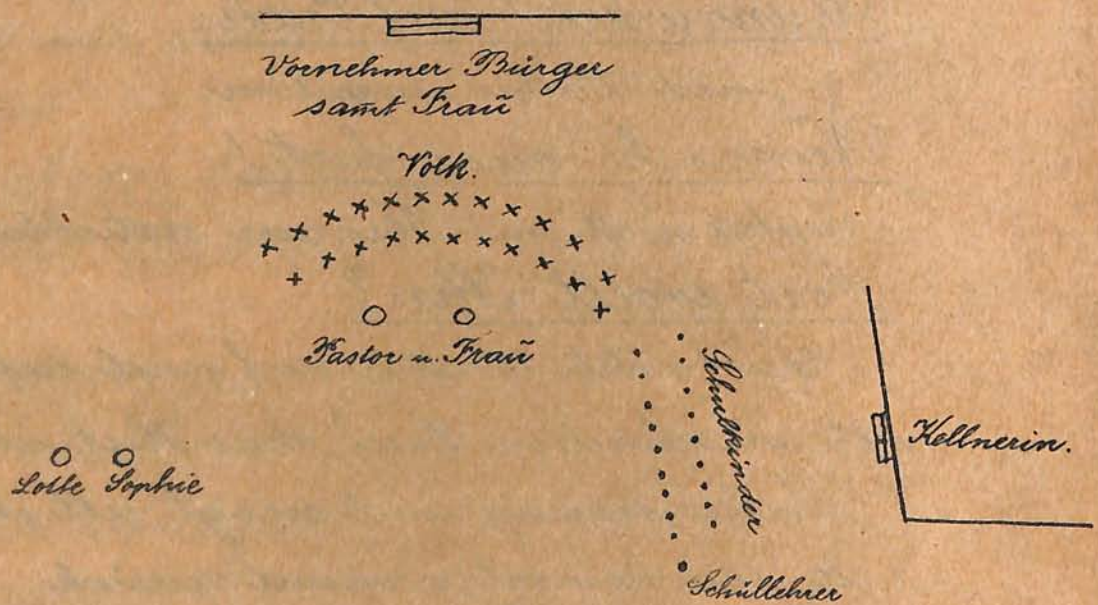 Vornehmer Bürger
samt Frau
Volk.
Pastor u. Frau
Schulkinder
Kellnerin.
Lotte Sophie
Schullehrer